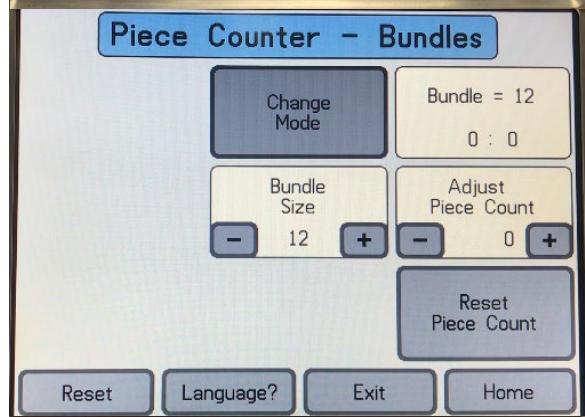 Piece Counter - Bundles
Change
Mode
Bundle = 12
0 : 0
Bundle
Size
- 12 +
Adjust
Piece Count
- 0 +
Reset
Piece Count
Reset
Language?
Exit
Home